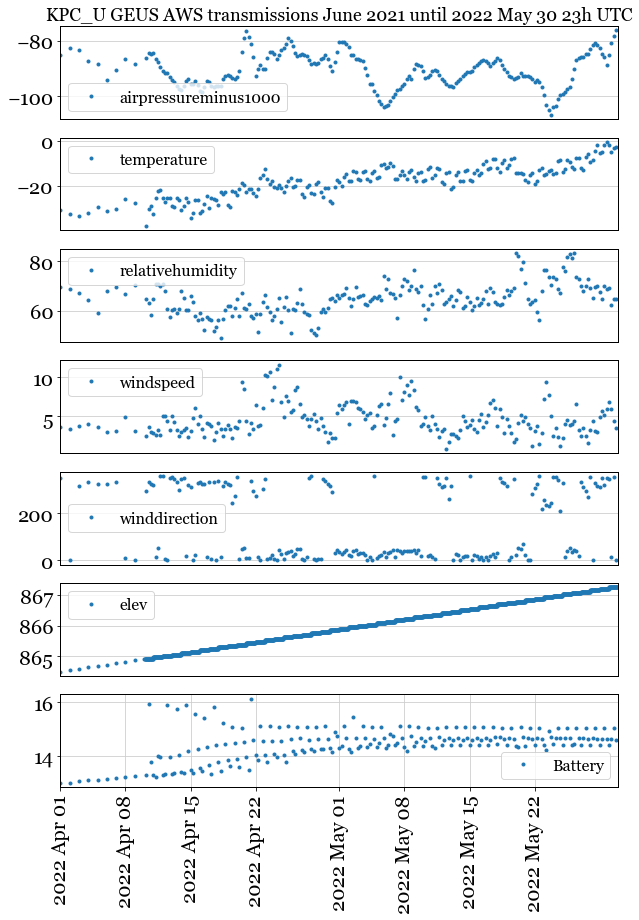 KPC_U GEUS AWS transmissions June 2021 until 2022 May 30 23h UTC
−80
−100
airpressureminus1000
0
−20
temperature
80
60
relativehumidity
10
5
windspeed
200
0
winddirection
867
866
865
elev
16
14
Battery
2022 Apr 01
2022 Apr 08
2022 Apr 15
2022 Apr 22
2022 May 01
2022 May 08
2022 May 15
2022 May 22